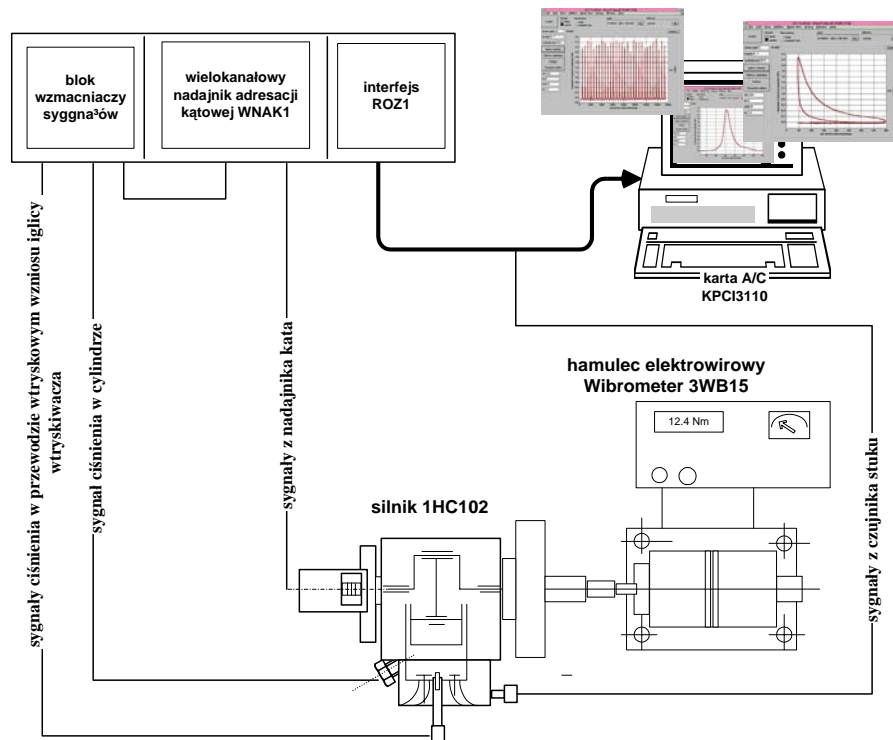 blok
wzmacniaczy
syggna³ów
wielokanałowy
nadajnik adresacji
kątowej WNAK1
interfejs
ROZ1
karta A/C
KPCI3110
hamulec elektrowirowy
Wibrometer 3WB15
12.4 Nm
silnik 1HC102
sygnały ciśnienia w przewodzie wtryskowym wzniosu iglicy
wtryskiwacza
sygnał ciśnienia w cylindrze
sygnały z nadajnika kata
sygnały z czujnika stuku